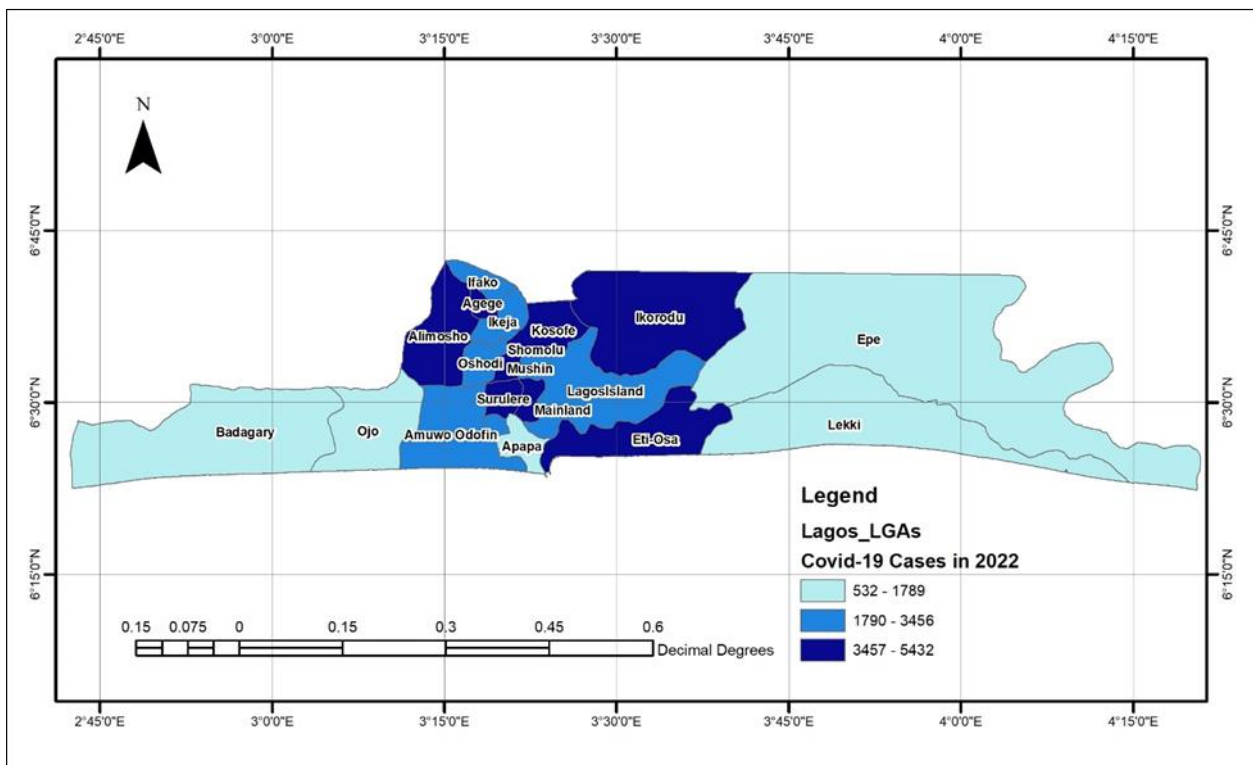 2°45'0"E 3°0'0"E 3°15'0"E 3°30'0"E 3°45'0"E 4°0'0"E 4°15'0"E
N
6°45'0"N 6°45'0"N
Ifako
Agege
Ikeja
Ikorodu
Kosofe
Alimosho
Epe
Shomolu
Oshodi
Mushin
LagosIsland
6°30'0"N 6°30'0"N
Surulere
Mainland
Lekki
Badagary
Ojo
Amuwo Odofin
Eti-Osa
Apapa
Legend
Lagos_LGAs
Covid-19 Cases in 2022
6°15'0"N 6°15'0"N
532 - 1789
1790 - 3456
3457 - 5432
0.15 0.075 0 0.15 0.3 0.45 0.6
Decimal Degrees
2°45'0"E 3°0'0"E 3°15'0"E 3°30'0"E 3°45'0"E 4°0'0"E 4°15'0"E